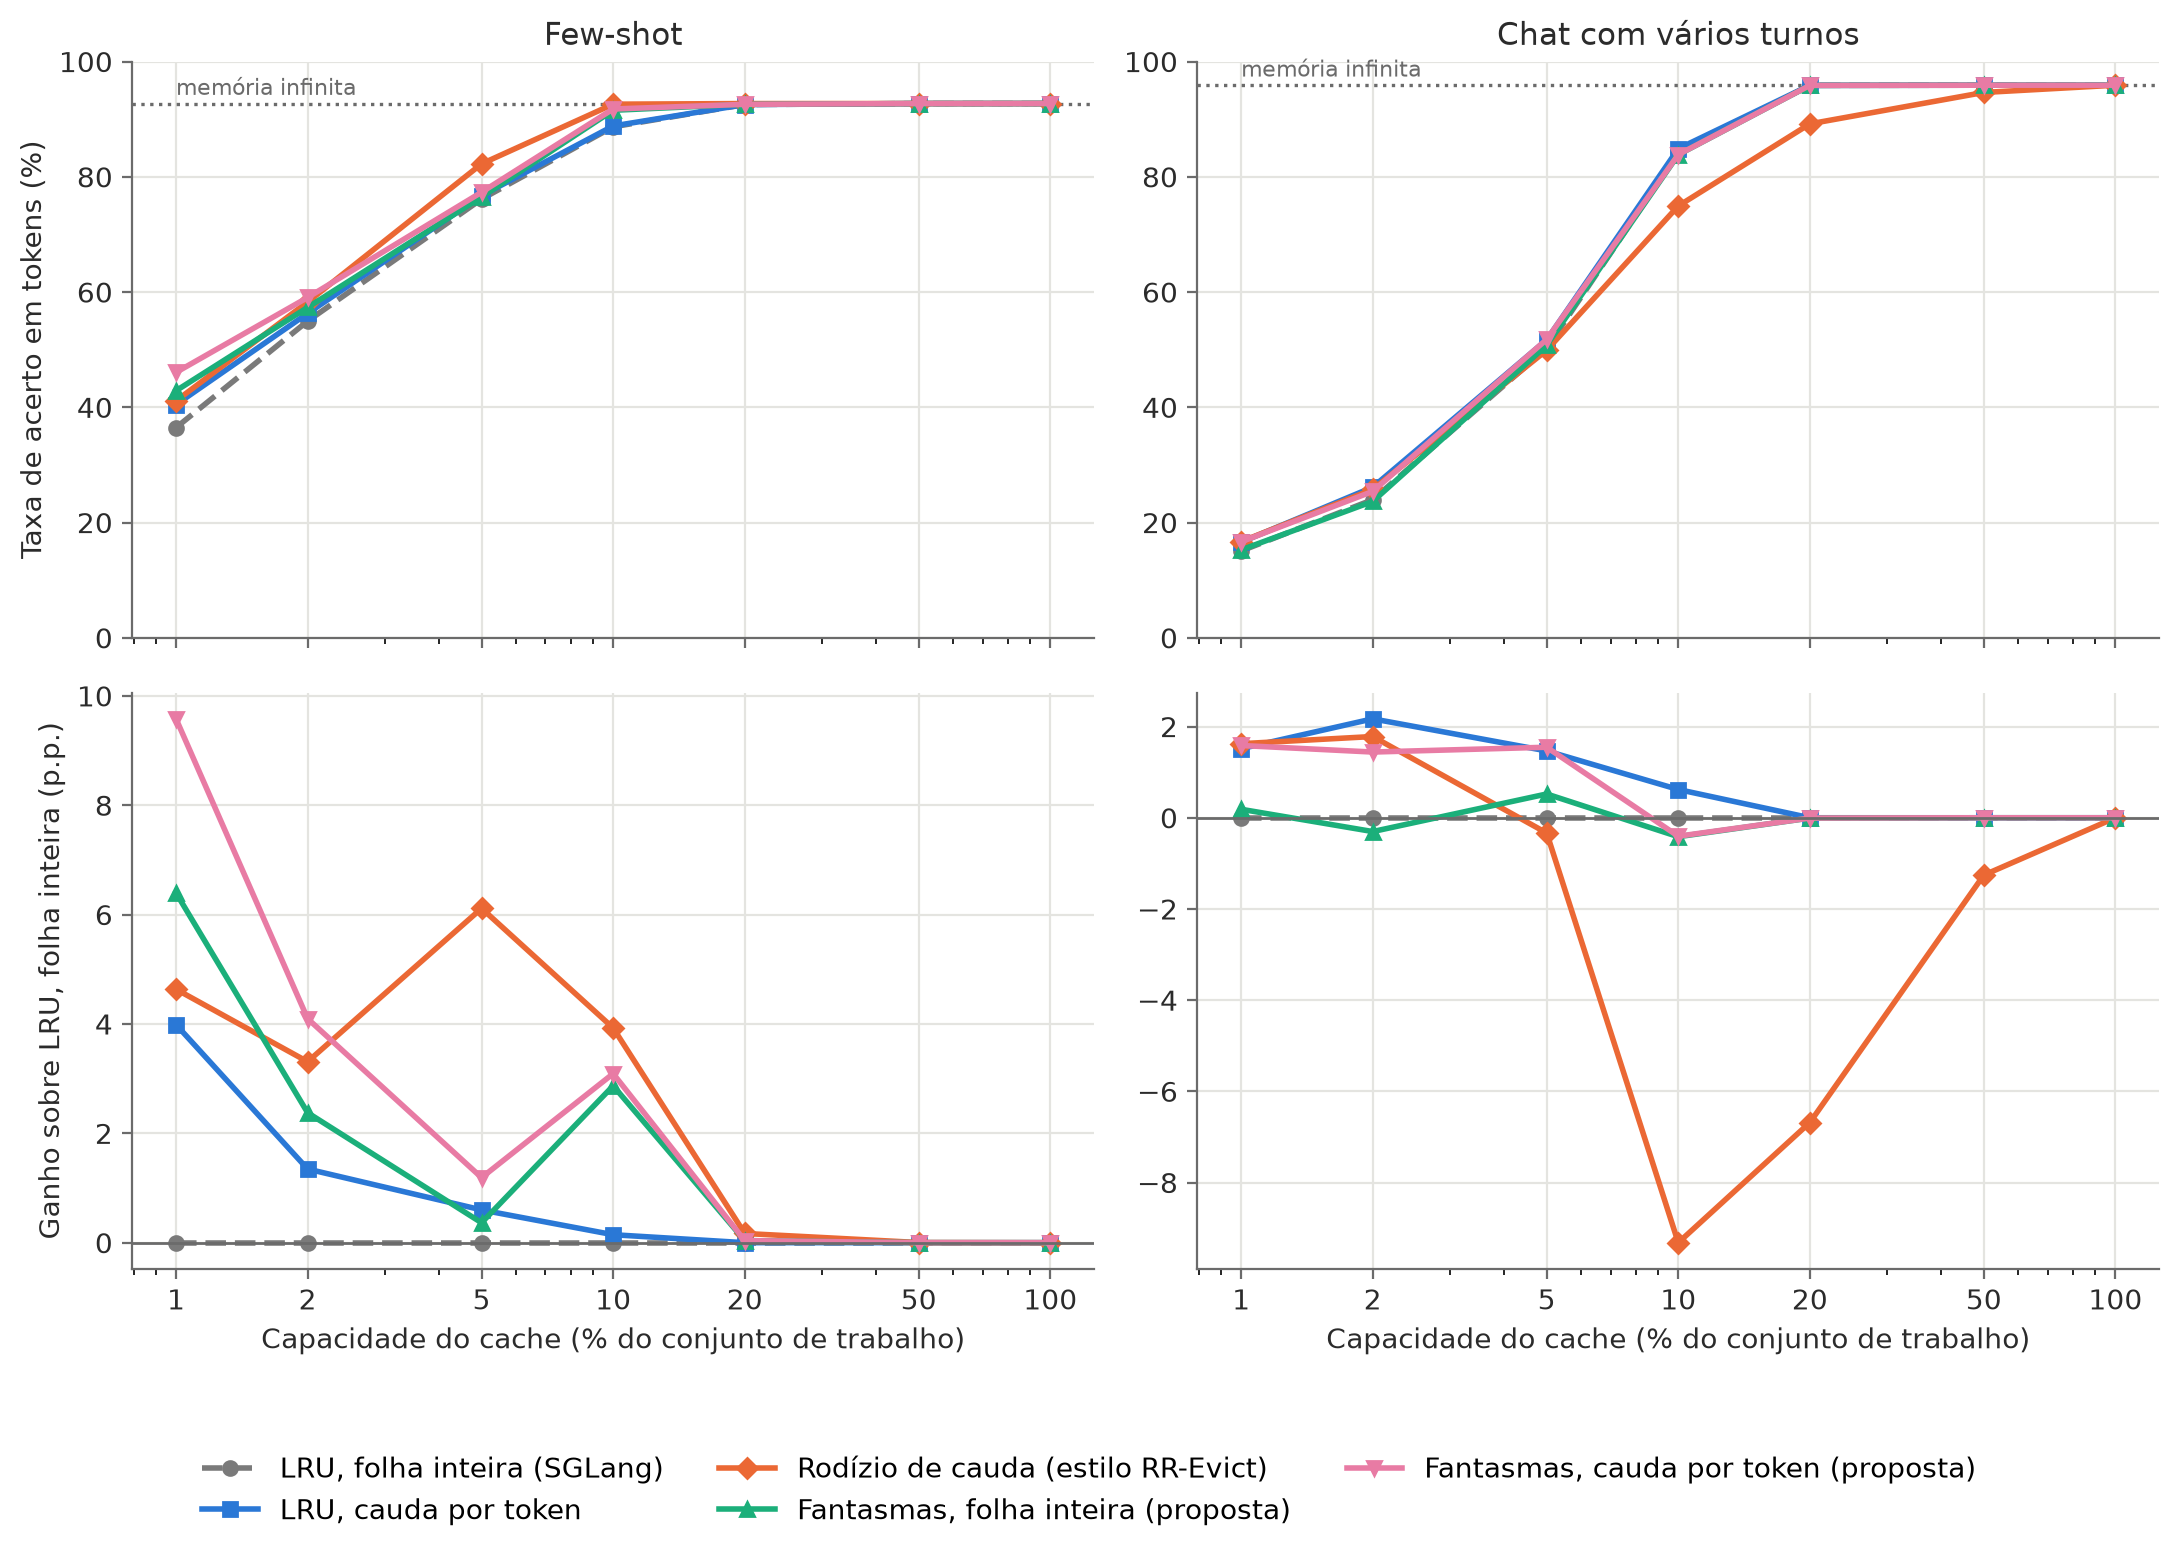 Few-shot
Chat com vários turnos
Taxa de acerto em tokens (%)
100
80
60
40
20
0
memória infinita
100
80
60
40
20
0
memória infinita
Ganho sobre LRU, folha inteira (p.p.)
10
8
6
4
2
0
1 2 5 10 20 50 100
Capacidade do cache (% do conjunto de trabalho)
2
0
−2
−4
−6
−8
1 2 5 10 20 50 100
Capacidade do cache (% do conjunto de trabalho)
LRU, folha inteira (SGLang)
LRU, cauda por token
Rodízio de cauda (estilo RR-Evict)
Fantasmas, folha inteira (proposta)
Fantasmas, cauda por token (proposta)